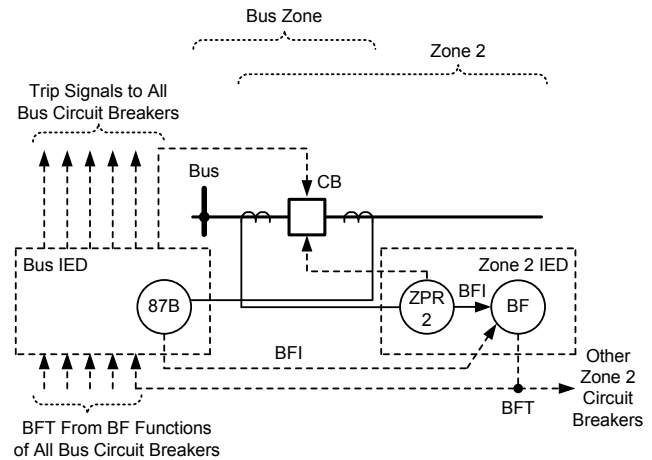 Bus Zone
Zone 2
Trip Signals to All
Bus Circuit Breakers
Bus
CB
Bus IED
Zone 2 IED
87B
ZPR
2
BFI
BF
BFI
Other
Zone 2
Circuit
Breakers
BFT
BFT From BF Functions
of All Bus Circuit Breakers